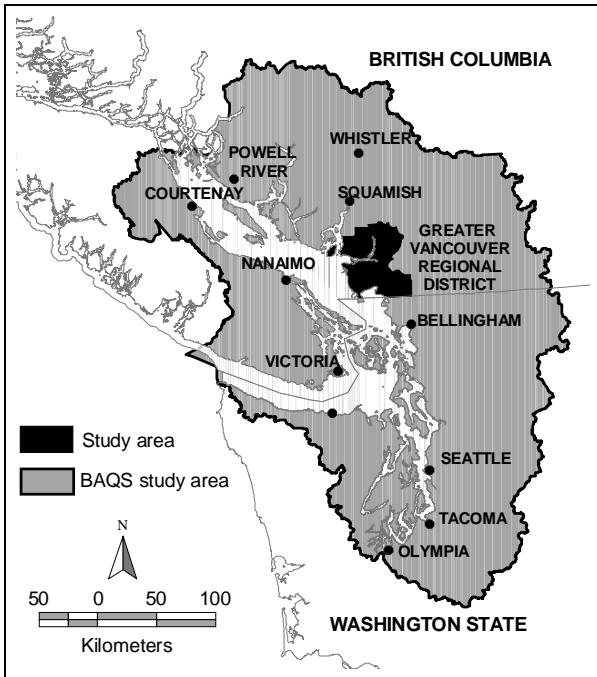 BRITISH COLUMBIA
WHISTLER
POWELL
RIVER
COURTENAY
SQUAMISH
GREATER
VANCOUVER
REGIONAL
DISTRICT
NANAIMO
BELLINGHAM
VICTORIA
Study area
BAQS study area
SEATTLE
TACOMA
OLYMPIA
N
50 0 50 100
Kilometers
WASHINGTON STATE